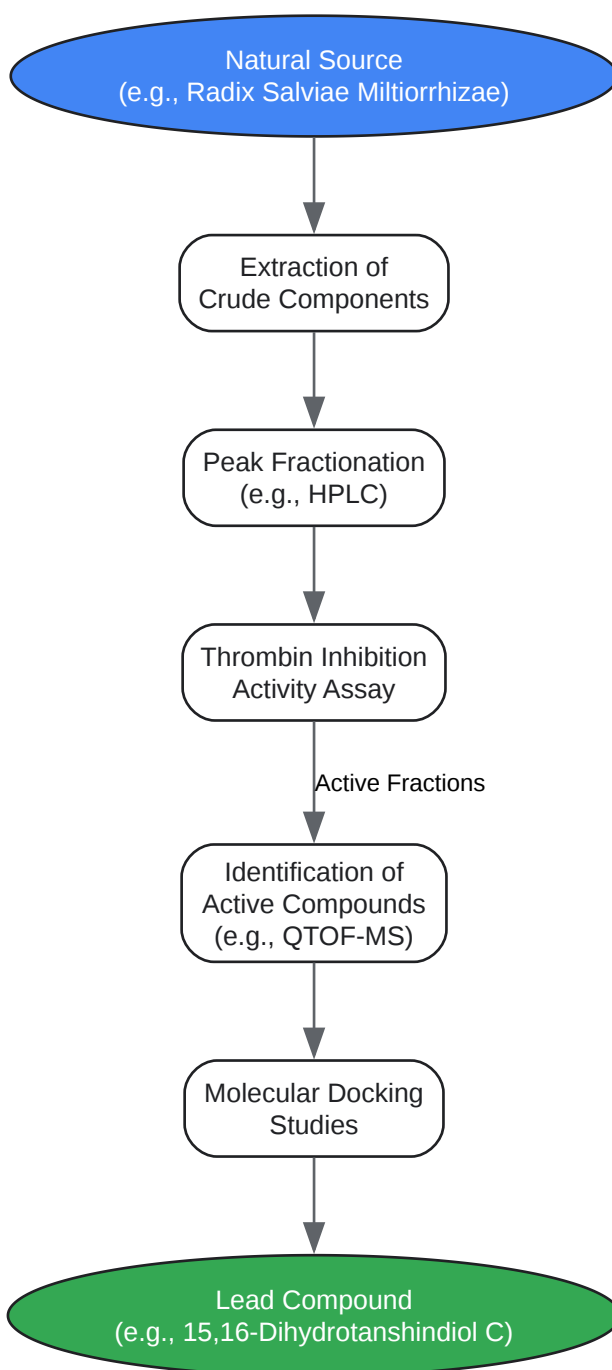 Natural Source
(e.g., Radix Salviae Miltiorrhizae)
Extraction of
Crude Components
Peak Fractionation
(e.g., HPLC)
Thrombin Inhibition
Activity Assay
Active Fractions
Identification of
Active Compounds
(e.g., QTOF-MS)
Molecular Docking
Studies
Lead Compound
(e.g., 15,16-Dihydrotanshindiol C)